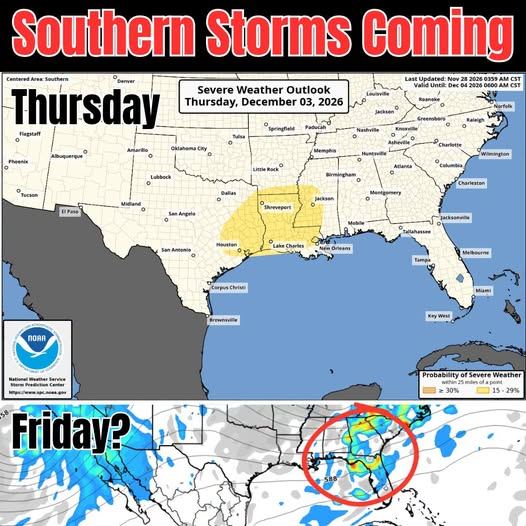 Southern Storms Coming
Centered Area: Southern
Last Updated: Nov 28 2026 0359 AM CST
Valid Until: Dec 04 2026 0600 AM CST
Thursday
Severe Weather Outlook
Thursday, December 03, 2026
Denver
Louisville
Roanoke
Norfolk
Springfield
Paducah
Greensboro
Raleigh
Nashville
Knoxville
Flagstaff
Tulsa
Asheville
Charlotte
Albuquerque
Amarillo
Oklahoma City
Memphis
Huntsville
Wilmington
Phoenix
Little Rock
Atlanta
Columbia
Lubbock
Birmingham
Charleston
Tucson
Dallas
Shreveport
Jackson
Montgomery
El Paso
Midland
San Angelo
Mobile
Tallahassee
Jacksonville
San Antonio
Houston
Lake Charles
New Orleans
Tampa
Melbourne
Corpus Christi
Miami
Brownsville
Key West
NOAA
National Weather Service
Storm Prediction Center
https://www.spc.noaa.gov
Probability of Severe Weather
within 25 miles of a point
≥ 30%
15 - 29%
Friday?
588